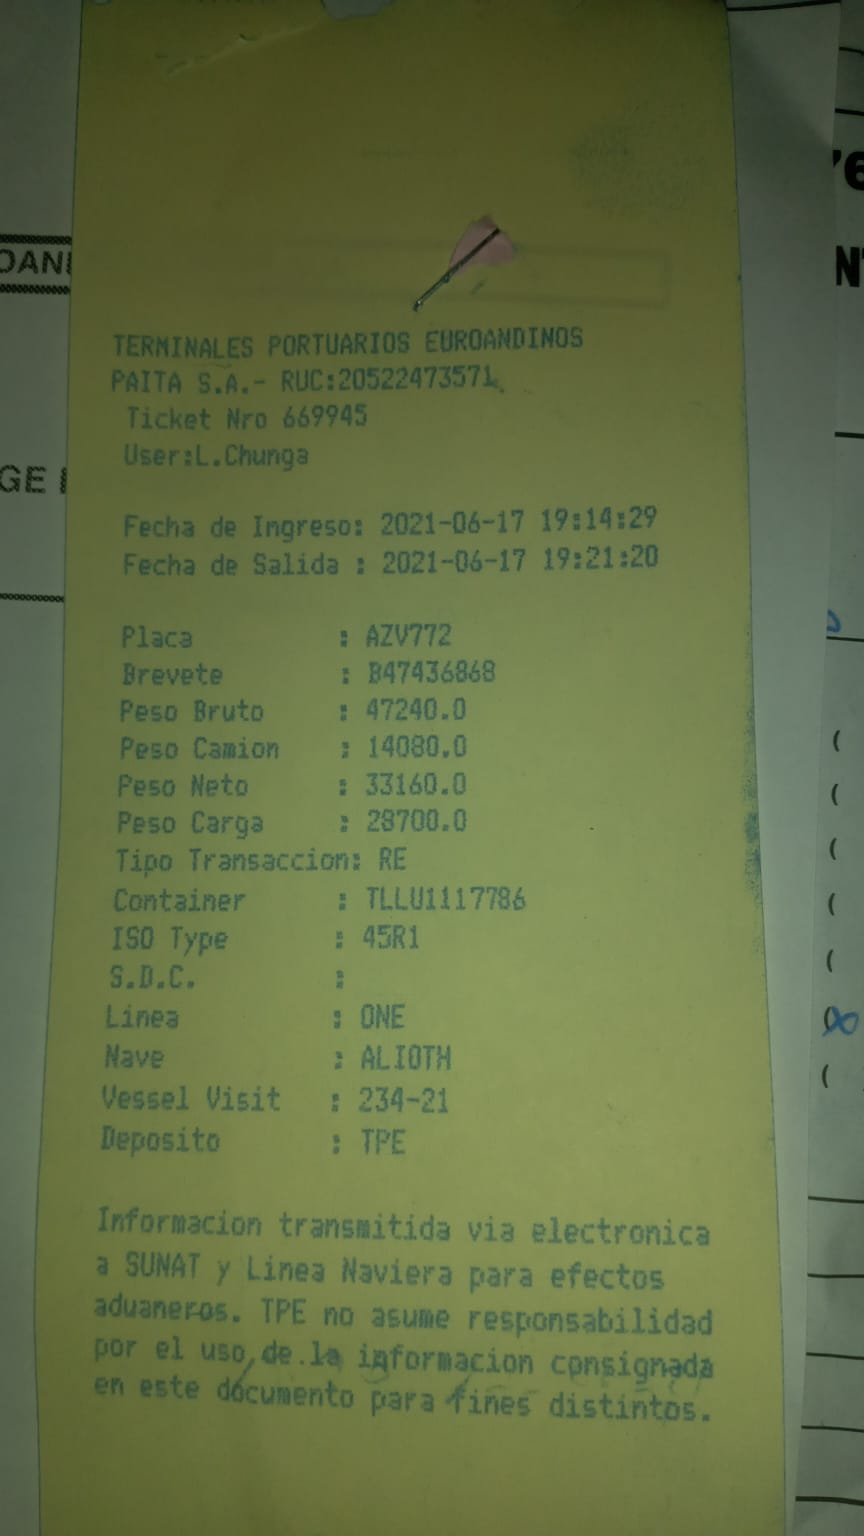 TERMINALES PORTUARIOS EUROANDINOS
PAITA S.A.- RUC:20522473571
Ticket Nro 669945
User:L.Chunga
Fecha de Ingreso: 2021-06-17 19:14:29
Fecha de Salida : 2021-06-17 19:21:20
Placa : AZV772
Brevete : B47436868
Peso Bruto : 47240.0
Peso Camion : 14080.0
Peso Neto : 33160.0
Peso Carga : 28700.0
Tipo Transaccion: RE
Container : TLLU1117786
ISO Type : 45R1
S.D.C. :
Linea : ONE
Nave : ALIOTH
Vessel Visit : 234-21
Deposito : TPE
Informacion transmitida via electronica
a SUNAT y Linea Naviera para efectos
aduaneros. TPE no asume responsabilidad
por el uso de la informacion consignada
en este documento para fines distintos.